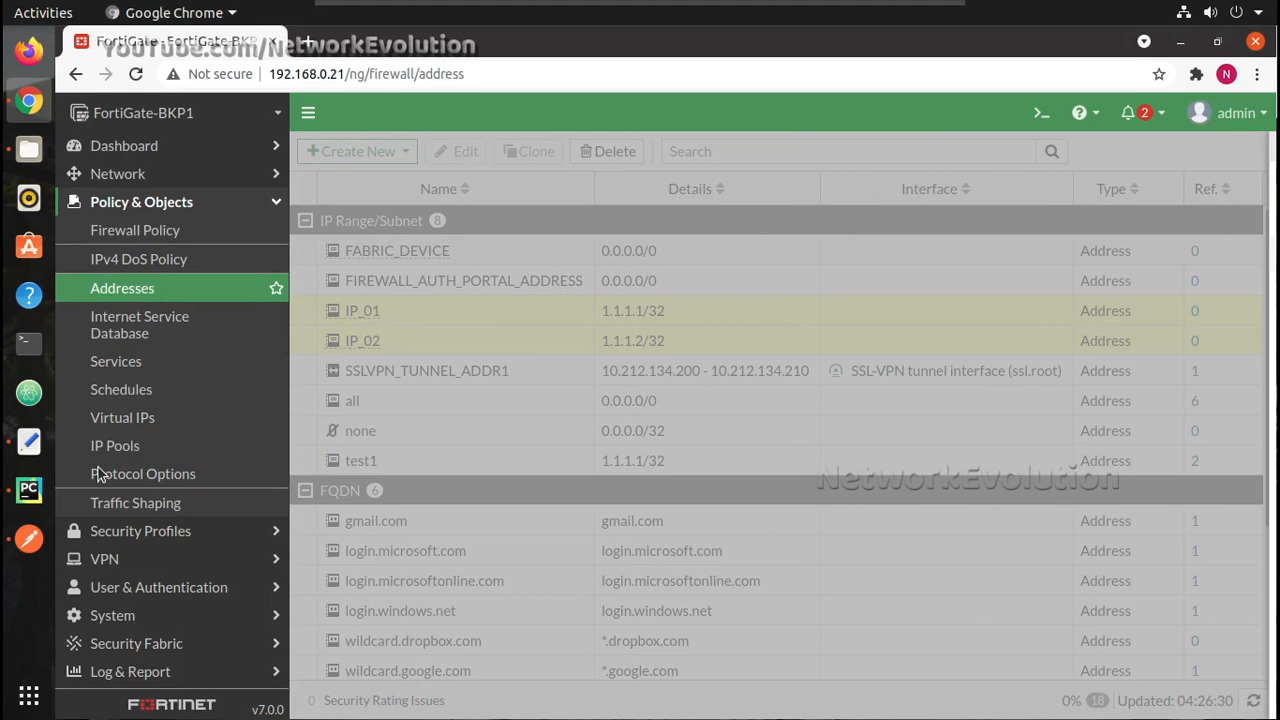 Activities Google Chrome
FortiGate - FortiGate-BKP
YouTube.com/NetworkEvolution
Not secure 192.168.0.21/ng/firewall/address N
FortiGate-BKP1 2 admin
Dashboard
Network
Policy & Objects
Firewall Policy
IPv4 DoS Policy
Addresses
Internet Service
Database
Services
Schedules
Virtual IPs
IP Pools
Protocol Options
Traffic Shaping
Security Profiles
VPN
User & Authentication
System
Security Fabric
Log & Report
FORTINET v7.0.0
Create New Edit Clone Delete Search
Name Details Interface Type Ref.
IP Range/Subnet 8
FABRIC_DEVICE 0.0.0.0/0 Address 0
FIREWALL_AUTH_PORTAL_ADDRESS 0.0.0.0/0 Address 0
IP_01 1.1.1.1/32 Address 0
IP_02 1.1.1.2/32 Address 0
SSLVPN_TUNNEL_ADDR1 10.212.134.200 - 10.212.134.210 SSL-VPN tunnel interface (ssl.root) Address 1
all 0.0.0.0/0 Address 6
none 0.0.0.0/32 Address 0
test1 1.1.1.1/32 Address 2
NetworkEvolution
FQDN 6
gmail.com gmail.com Address 1
login.microsoft.com login.microsoft.com Address 1
login.microsoftonline.com login.microsoftonline.com Address 1
login.windows.net login.windows.net Address 1
wildcard.dropbox.com *.dropbox.com Address 0
wildcard.google.com *.google.com Address 1
0 Security Rating Issues 0% 18 Updated: 04:26:30